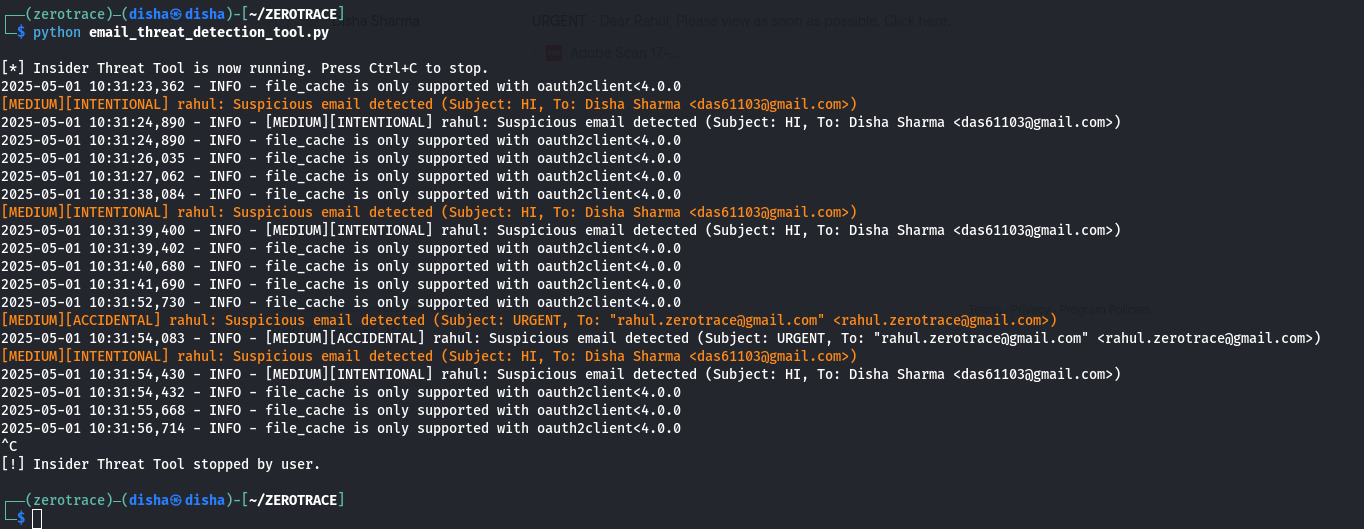 ┌──(zerotrace)─(disha㉿disha)-[~/ZEROTRACE]
└─$ python email_threat_detection_tool.py
Disha Sharma
URGENT - Dear Rahul, Please view as soon as possible. Click here.
Adobe Scan 17-...
[*] Insider Threat Tool is now running. Press Ctrl+C to stop.
2025-05-01 10:31:23,362 - INFO - file_cache is only supported with oauth2client<4.0.0
[MEDIUM][INTENTIONAL] rahul: Suspicious email detected (Subject: HI, To: Disha Sharma <das61103@gmail.com>)
2025-05-01 10:31:24,890 - INFO - [MEDIUM][INTENTIONAL] rahul: Suspicious email detected (Subject: HI, To: Disha Sharma <das61103@gmail.com>)
2025-05-01 10:31:24,890 - INFO - file_cache is only supported with oauth2client<4.0.0
2025-05-01 10:31:26,035 - INFO - file_cache is only supported with oauth2client<4.0.0
2025-05-01 10:31:27,062 - INFO - file_cache is only supported with oauth2client<4.0.0
2025-05-01 10:31:38,084 - INFO - file_cache is only supported with oauth2client<4.0.0
[MEDIUM][INTENTIONAL] rahul: Suspicious email detected (Subject: HI, To: Disha Sharma <das61103@gmail.com>)
2025-05-01 10:31:39,400 - INFO - [MEDIUM][INTENTIONAL] rahul: Suspicious email detected (Subject: HI, To: Disha Sharma <das61103@gmail.com>)
2025-05-01 10:31:39,402 - INFO - file_cache is only supported with oauth2client<4.0.0
2025-05-01 10:31:40,680 - INFO - file_cache is only supported with oauth2client<4.0.0
2025-05-01 10:31:41,690 - INFO - file_cache is only supported with oauth2client<4.0.0
2025-05-01 10:31:52,730 - INFO - file_cache is only supported with oauth2client<4.0.0
Program Policies
[MEDIUM][ACCIDENTAL] rahul: Suspicious email detected (Subject: URGENT, To: "rahul.zerotrace@gmail.com" <rahul.zerotrace@gmail.com>)
2025-05-01 10:31:54,083 - INFO - [MEDIUM][ACCIDENTAL] rahul: Suspicious email detected (Subject: URGENT, To: "rahul.zerotrace@gmail.com" <rahul.zerotrace@gmail.com>)
[MEDIUM][INTENTIONAL] rahul: Suspicious email detected (Subject: HI, To: Disha Sharma <das61103@gmail.com>)
2025-05-01 10:31:54,430 - INFO - [MEDIUM][INTENTIONAL] rahul: Suspicious email detected (Subject: HI, To: Disha Sharma <das61103@gmail.com>)
2025-05-01 10:31:54,432 - INFO - file_cache is only supported with oauth2client<4.0.0
2025-05-01 10:31:55,668 - INFO - file_cache is only supported with oauth2client<4.0.0
2025-05-01 10:31:56,714 - INFO - file_cache is only supported with oauth2client<4.0.0
^C
[!] Insider Threat Tool stopped by user.
┌──(zerotrace)─(disha㉿disha)-[~/ZEROTRACE]
└─$